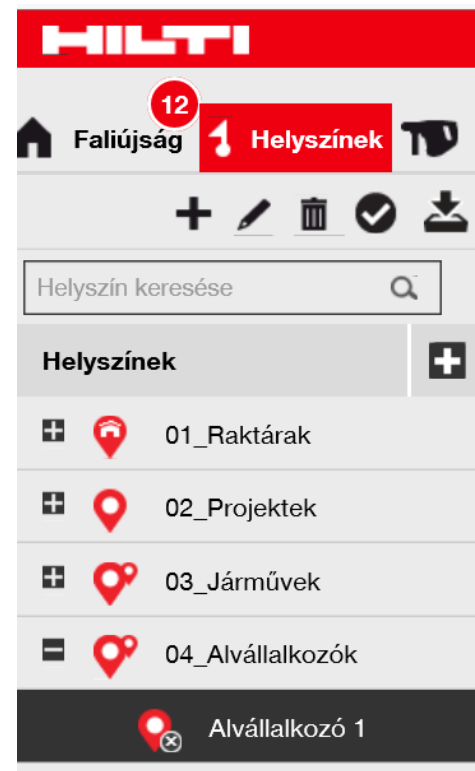 HILTI
12
Faliújság Helyszínek
Helyszín keresése
Helyszínek
01_Raktárak
02_Projektek
03_Járművek
04_Alvállalkozók
Alvállalkozó 1